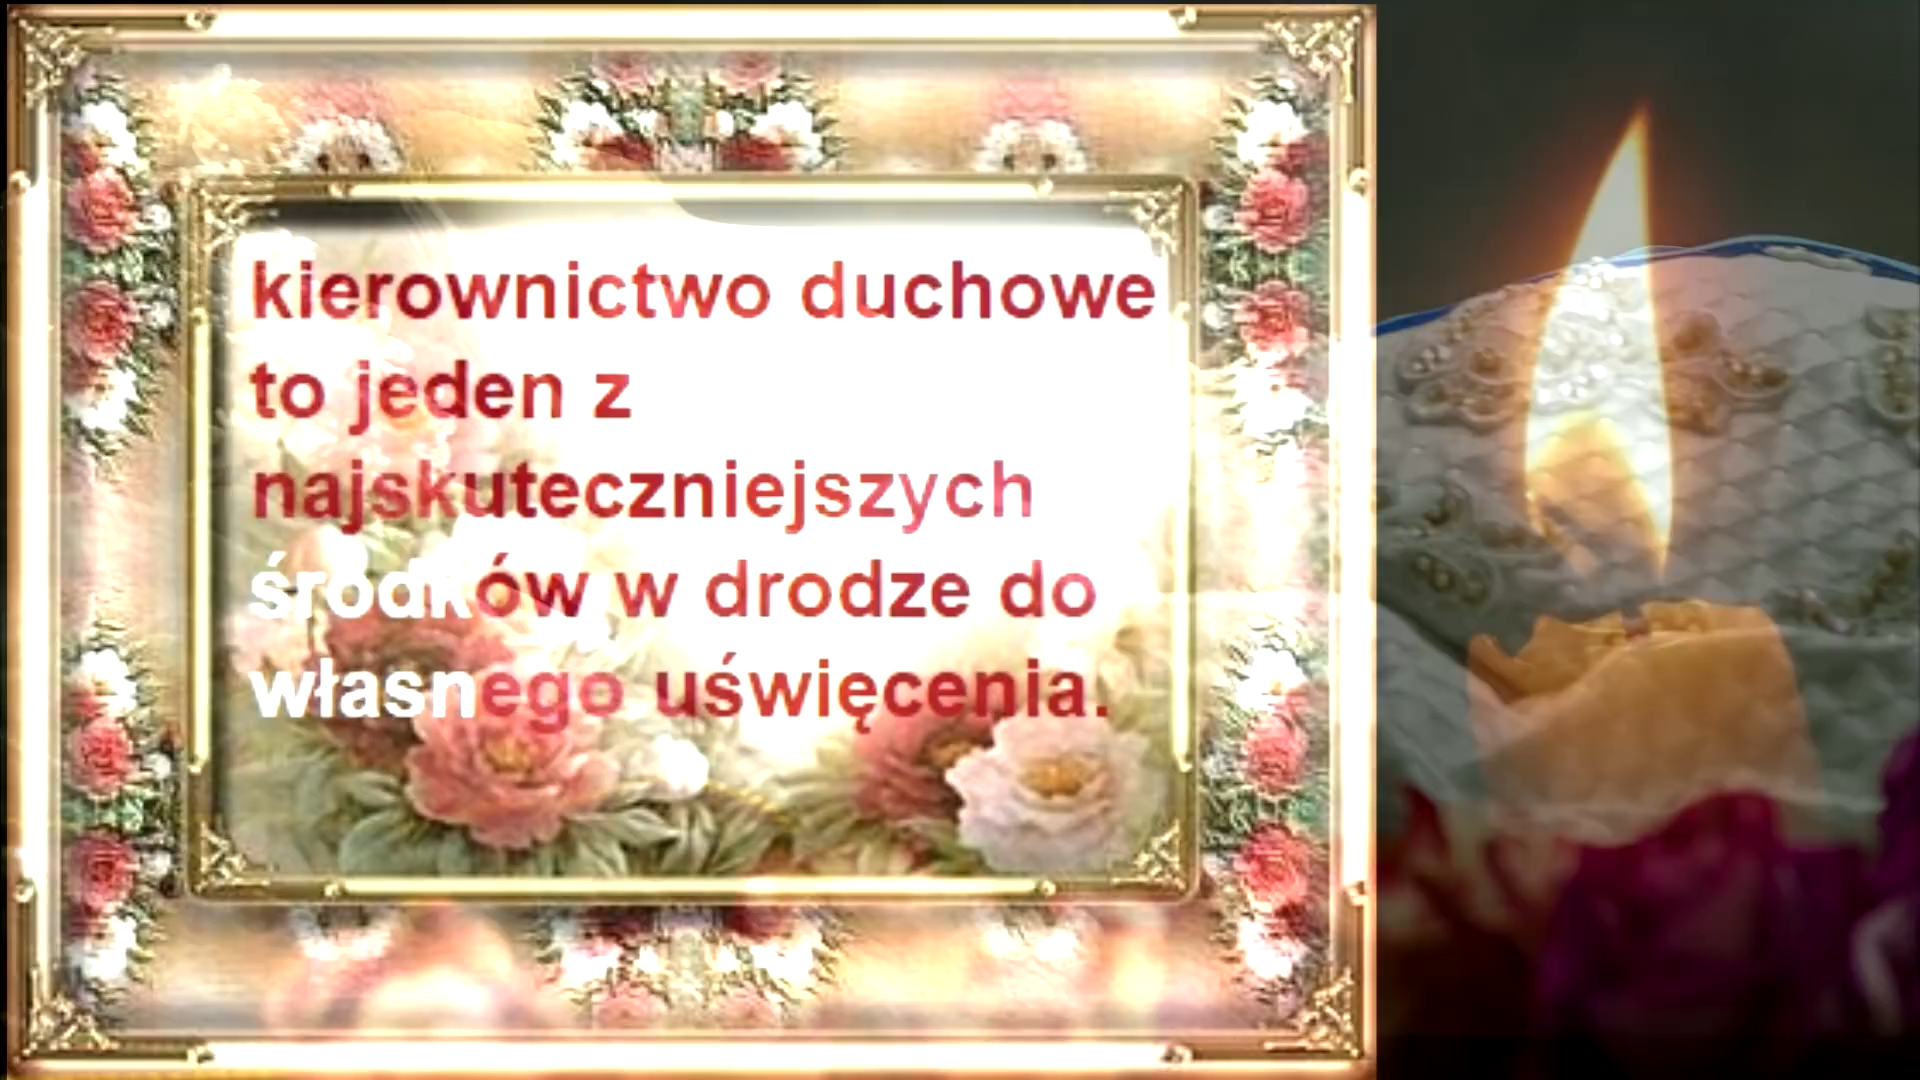 kierownictwo duchowe
to jeden z
najskuteczniejszych
środków w drodze do
własnego uświęcenia.